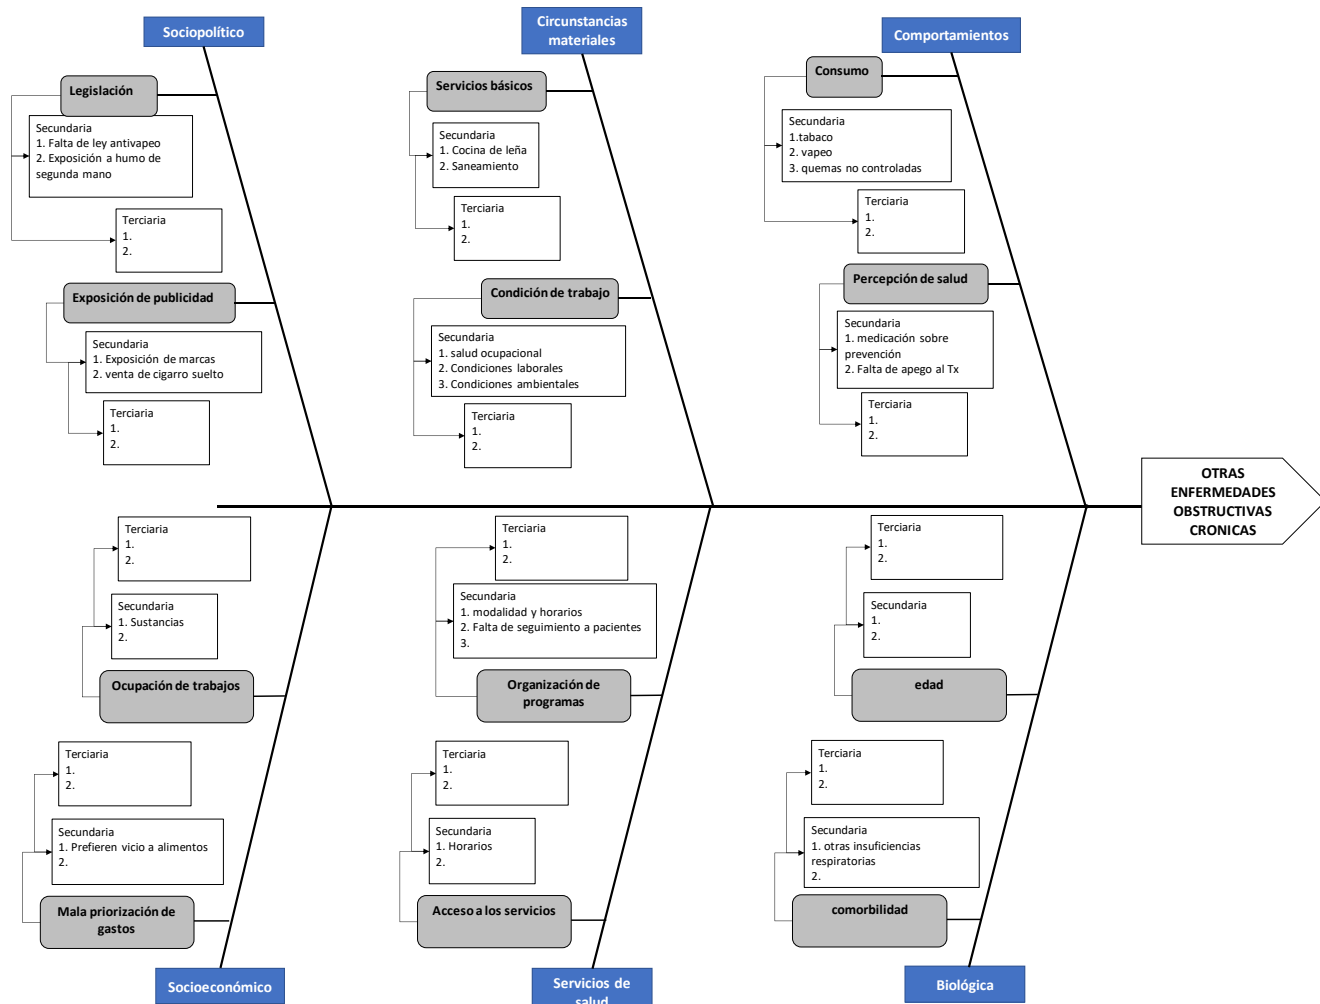 Sociopolítico
Circunstancias
materiales
Comportamientos
Legislación
Secundaria
1. Falta de ley antivapeo
2. Exposición a humo de
segunda mano
Terciaria
1.
2.
Exposición de publicidad
Secundaria
1. Exposición de marcas
2. venta de cigarro suelto
Terciaria
1.
2.
Servicios básicos
Secundaria
1. Cocina de leña
2. Saneamiento
Terciaria
1.
2.
Condición de trabajo
Secundaria
1. salud ocupacional
2. Condiciones laborales
3. Condiciones ambientales
Terciaria
1.
2.
Consumo
Secundaria
1.tabaco
2. vapeo
3. quemas no controladas
Terciaria
1.
2.
Percepción de salud
Secundaria
1. medicación sobre
prevención
2. Falta de apego al Tx
Terciaria
1.
2.
OTRAS
ENFERMEDADES
OBSTRUCTIVAS
CRONICAS
Terciaria
1.
2.
Secundaria
1. Sustancias
2.
Ocupación de trabajos
Terciaria
1.
2.
Secundaria
1. Prefieren vicio a alimentos
2.
Mala priorización de
gastos
Terciaria
1.
2.
Secundaria
1. modalidad y horarios
2. Falta de seguimiento a pacientes
3.
Organización de
programas
Terciaria
1.
2.
Secundaria
1. Horarios
2.
Acceso a los servicios
Terciaria
1.
2.
Secundaria
1.
2.
edad
Terciaria
1.
2.
Secundaria
1. otras insuficiencias
respiratorias
2.
comorbilidad
Socioeconómico
Servicios de
salud
Biológica